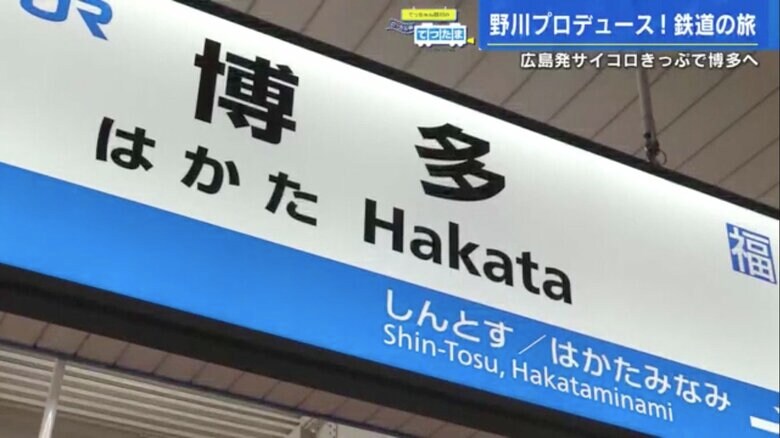 JR
てつたま
野川プロデュース!鉄道の旅
広島発サイコロきっぷで博多へ
博多
はかた Hakata
福
しんとす/はかたみなみ
Shin-Tosu, Hakataminami